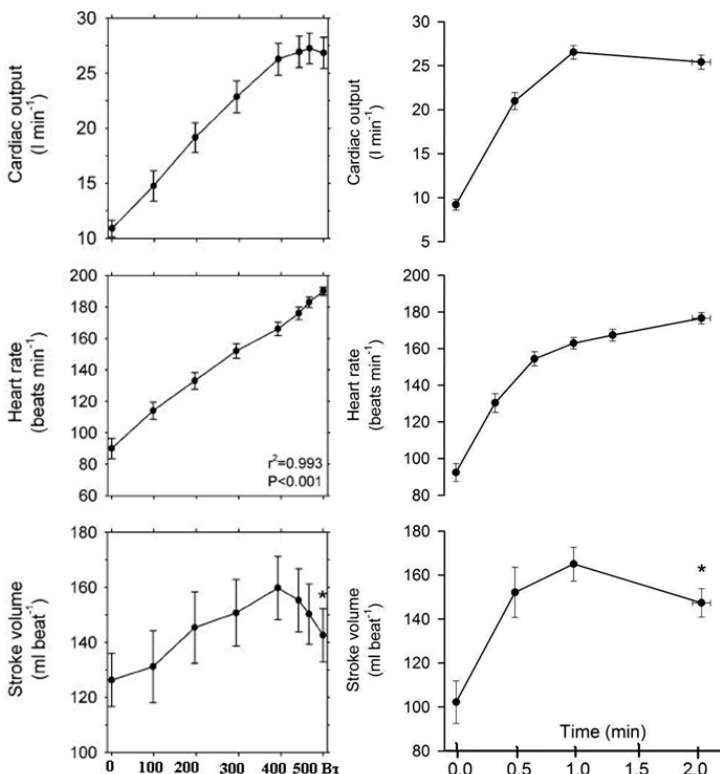 Cardiac output
(l min⁻¹)
30
25
20
15
10
Cardiac output
(l min⁻¹)
30
25
20
15
10
5
Heart rate
(beats min⁻¹)
200
180
160
140
120
100
80
60
r²=0.993
P<0.001
Heart rate
(beats min⁻¹)
200
180
160
140
120
100
80
Stroke volume
(ml beat⁻¹)
180
160
140
120
100
*
0 100 200 300 400 500 Вт
Stroke volume
(ml beat⁻¹)
180
160
140
120
100
80
*
Time (min)
0.0 0.5 1.0 1.5 2.0